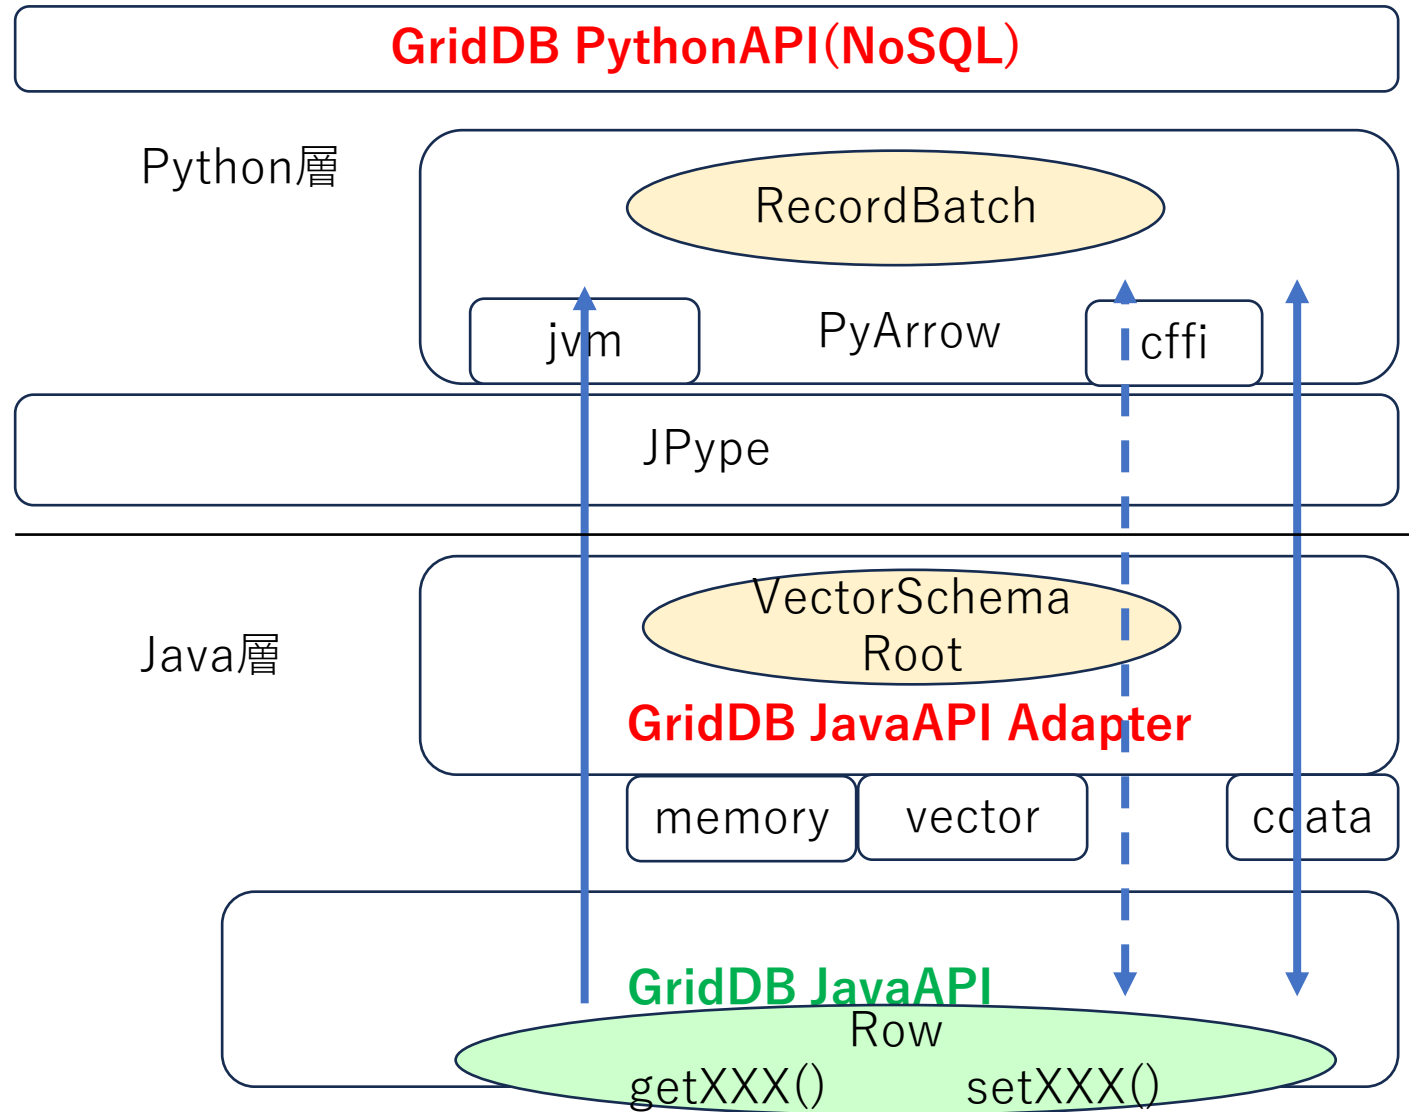 GridDB PythonAPI(NoSQL)
Python層
RecordBatch
jvm
PyArrow
cffi
JPype
Java層
VectorSchema
Root
GridDB JavaAPI Adapter
memory
vector
cdata
GridDB JavaAPI
Row
getXXX()
setXXX()